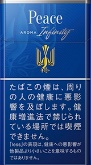 Peace
AROMA Infinity
たばこの煙は、周り
の人の健康に悪影
響を及ぼします。健
康増進法で禁じら
れている場所では喫
煙できません。